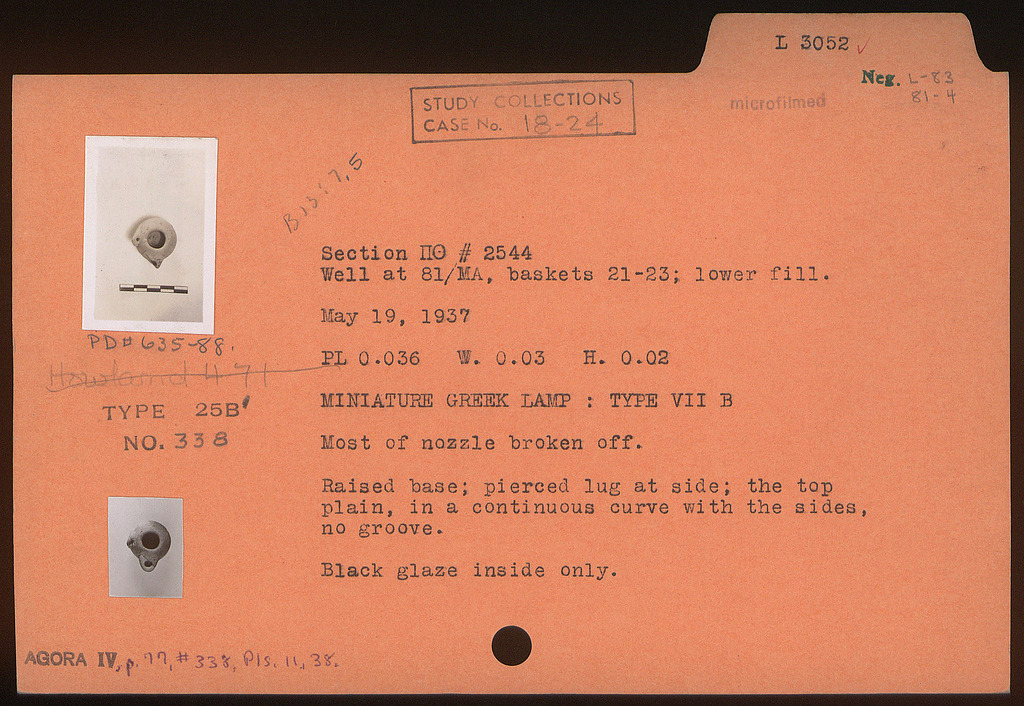 L 3052 ✓
Neg. L-83
81-4
microfilmed
STUDY COLLECTIONS
CASE No. 18-24
Section ΠΘ # 2544
Well at 81/MA, baskets 21-23; lower fill.
May 19, 1937
PL 0.036 W. 0.03 H. 0.02
MINIATURE GREEK LAMP : TYPE VII B
Most of nozzle broken off.
Raised base; pierced lug at side; the top
plain, in a continuous curve with the sides,
no groove.
Black glaze inside only.
PD# 635-88.
Howland 471
TYPE 25B'
NO. 338
AGORA IV, p. 77, #338, Pls. 11, 38.